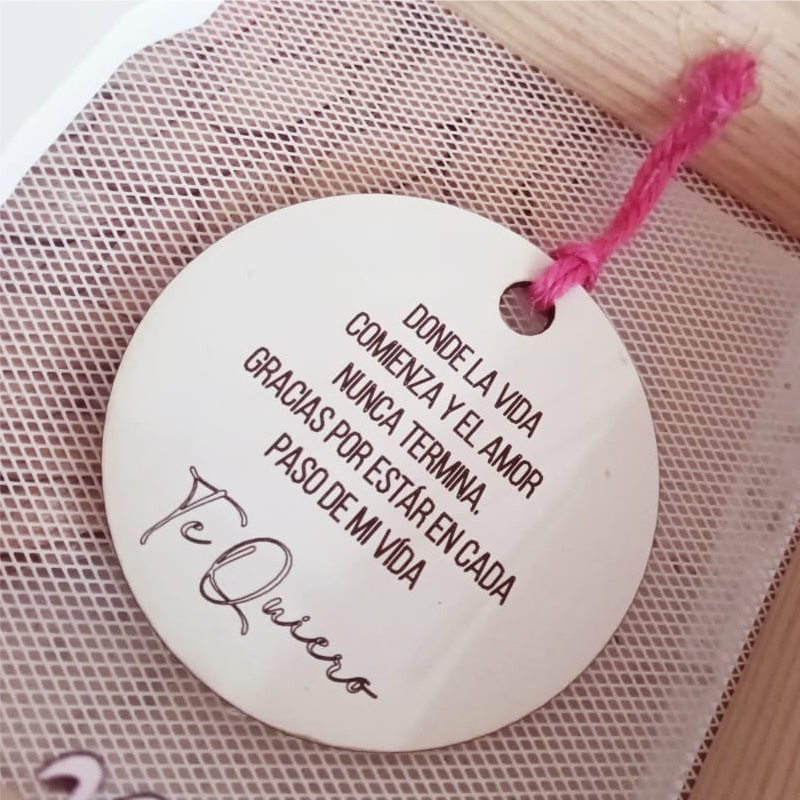 DONDE LA VIDA
COMIENZA Y EL AMOR
NUNCA TERMINA.
GRACIAS POR ESTÁR EN CADA
PASO DE MI VÍDA
Te Quiero